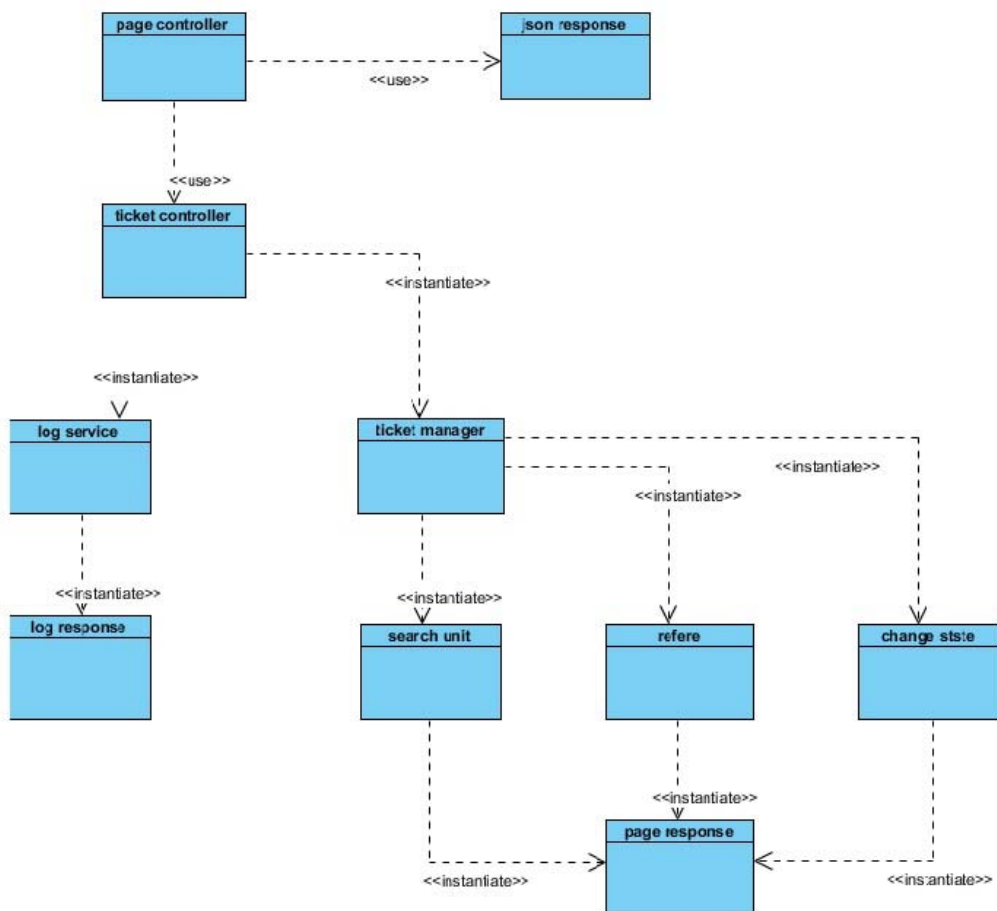 page controller
json response
<<use>>
<<use>>
ticket controller
<<instantiate>>
<<instantiate>>
log service
ticket manager
<<instantiate>>
<<instantiate>>
<<instantiate>>
<<instantiate>>
log response
search unit
refere
change stste
<<instantiate>>
page response
<<instantiate>>
<<instantiate>>